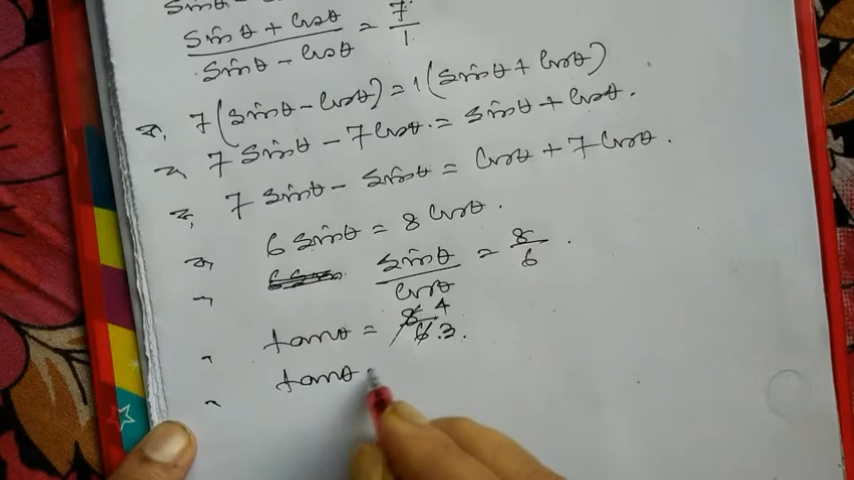 sinθ
sinθ + cosθ / sinθ - cosθ = 7/1
বা, 7(sinθ - cosθ) = 1(sinθ + cosθ)
বা, 7 sinθ - 7 cosθ = sinθ + cosθ.
বা, 7 sinθ - sinθ = cosθ + 7 cosθ.
বা, 6 sinθ = 8 cosθ.
" sinθ / cosθ = 8/6.
" tanθ = 8 4 / 6 3.
" tanθ